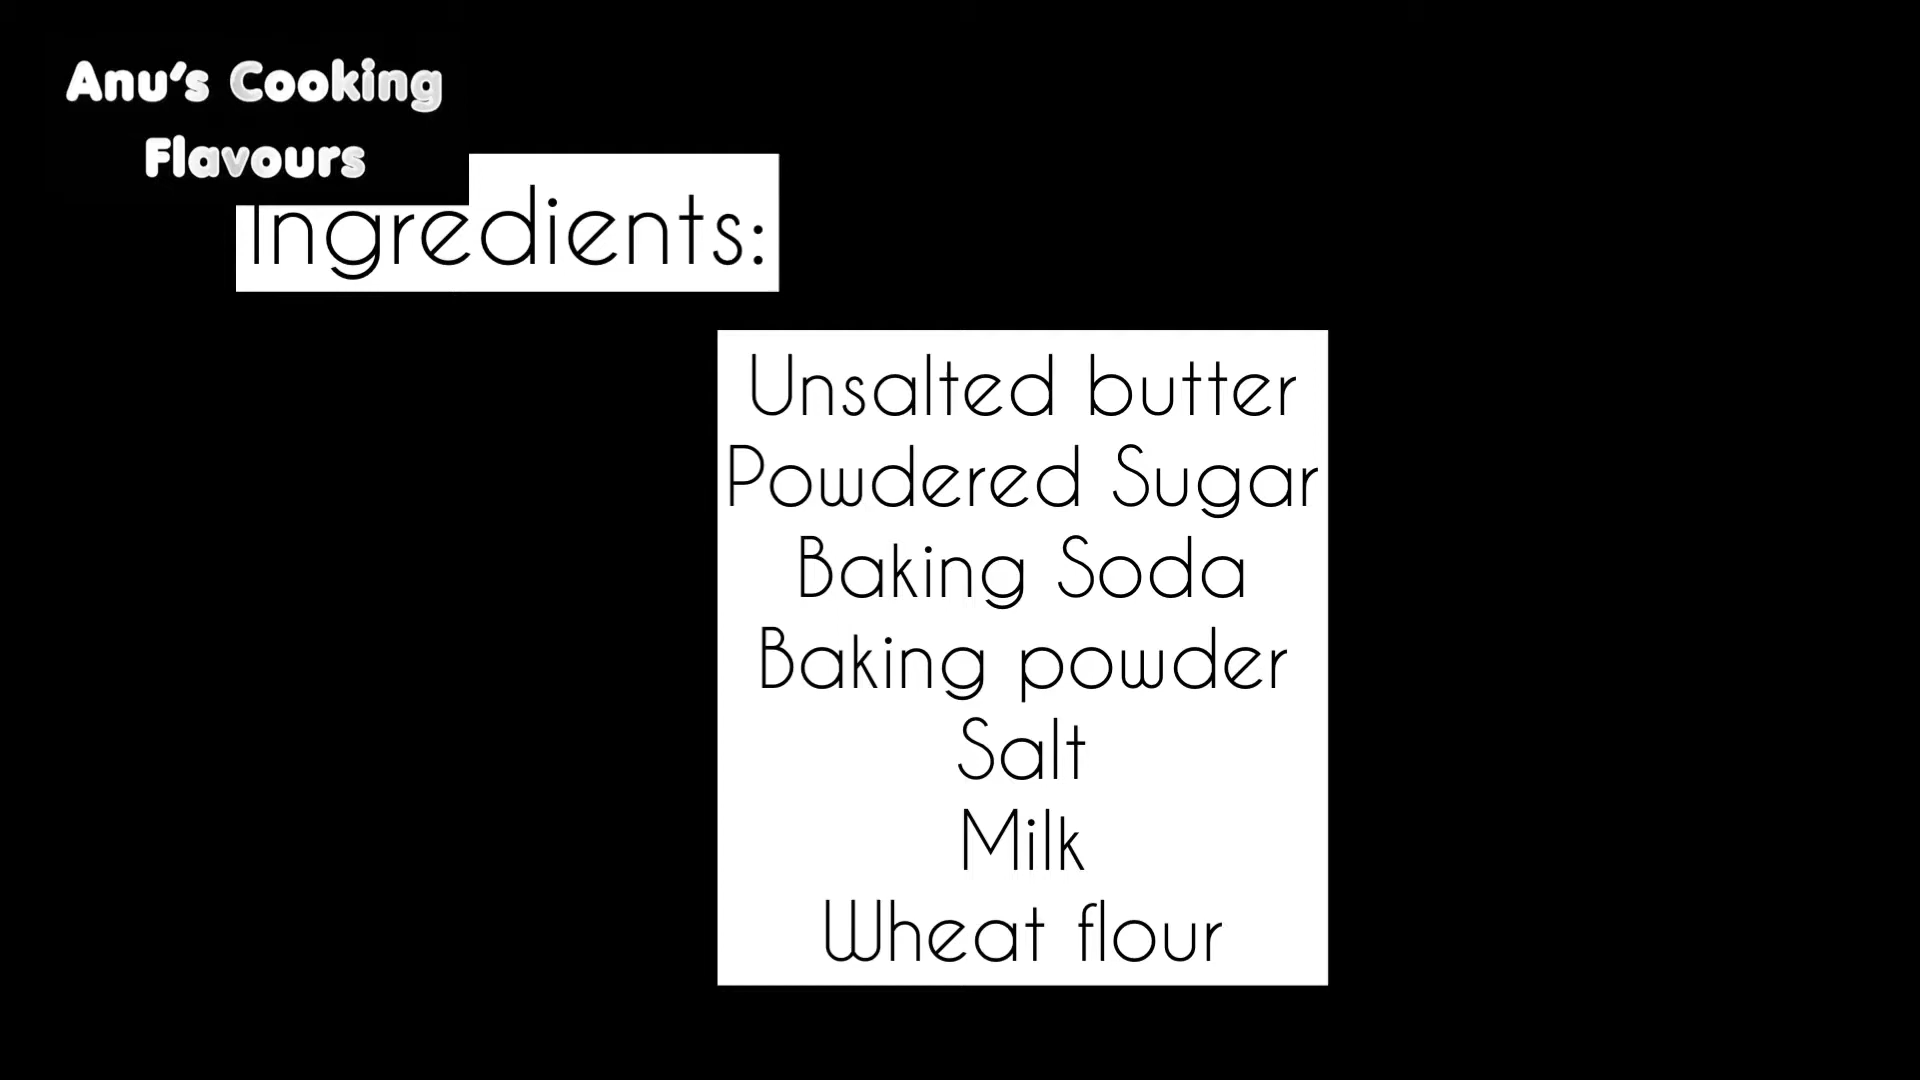 Anu's Cooking
Flavours
Ingredients:
Unsalted butter
Powdered Sugar
Baking Soda
Baking powder
Salt
Milk
Wheat flour